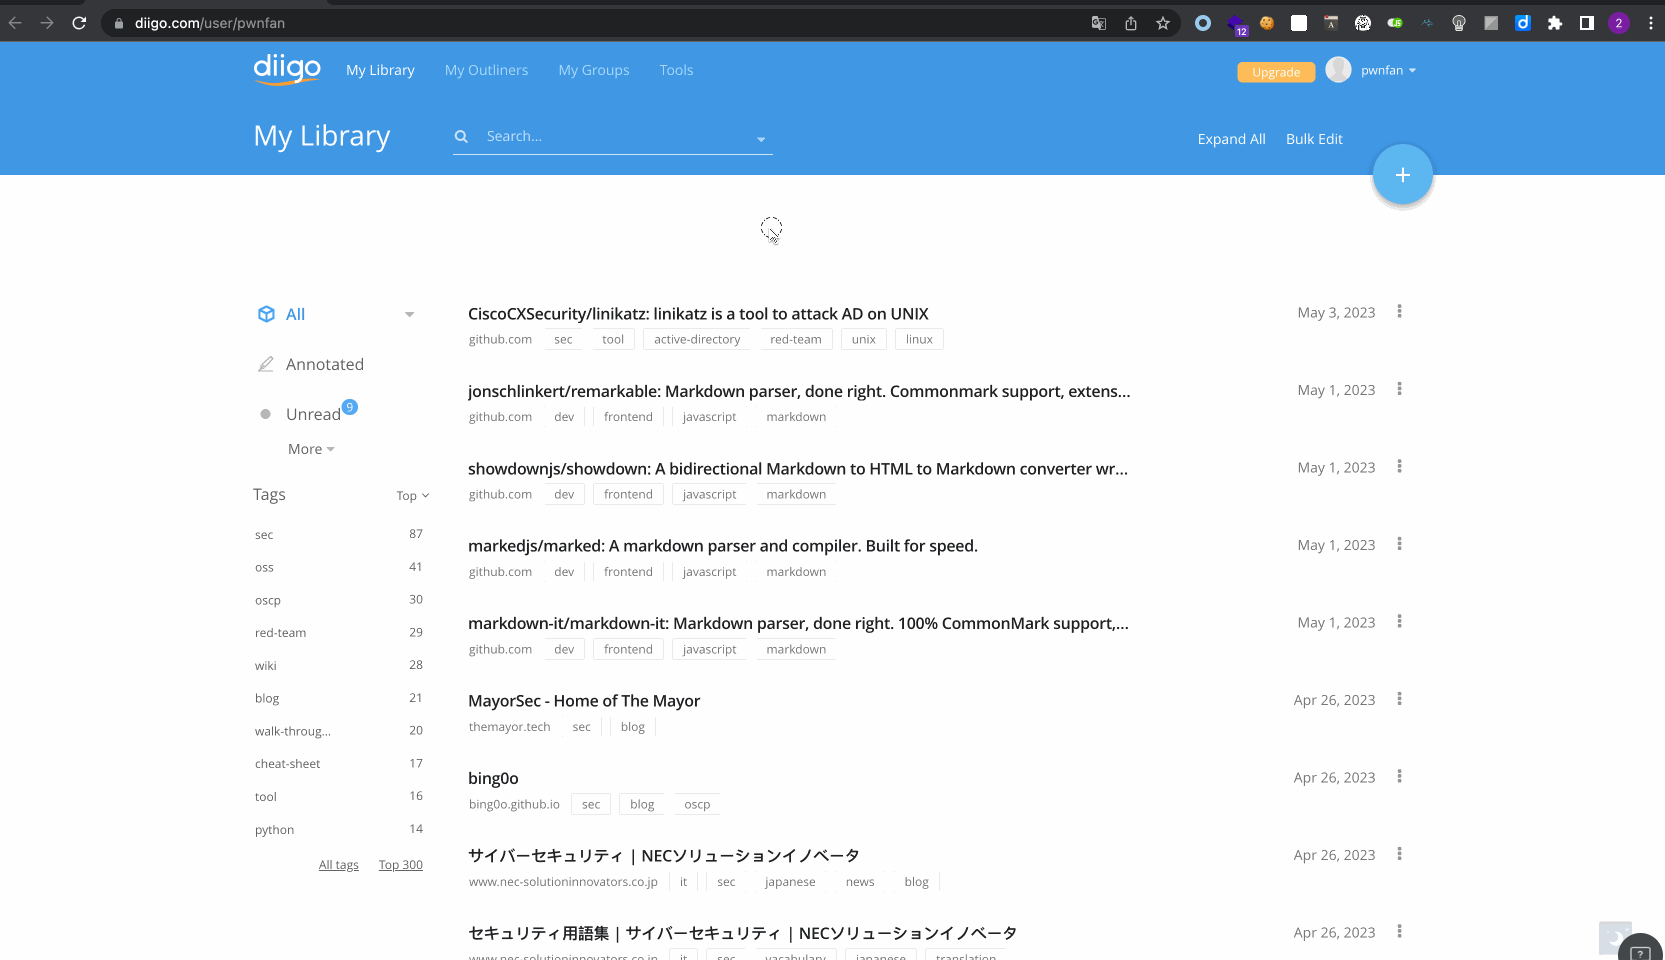 diigo.com/user/pwnfan
12
2
diigo My Library My Outliners My Groups Tools
Upgrade pwnfan
My Library Search... Expand All Bulk Edit
+
All
Annotated
Unread 9
More
Tags Top
sec 87
oss 41
oscp 30
red-team 29
wiki 28
blog 21
walk-throug... 20
cheat-sheet 17
tool 16
python 14
All tags Top 300
CiscoCXSecurity/linikatz: linikatz is a tool to attack AD on UNIX May 3, 2023
github.com sec tool active-directory red-team unix linux
jonschlinkert/remarkable: Markdown parser, done right. Commonmark support, extens... May 1, 2023
github.com dev frontend javascript markdown
showdownjs/showdown: A bidirectional Markdown to HTML to Markdown converter wr... May 1, 2023
github.com dev frontend javascript markdown
markedjs/marked: A markdown parser and compiler. Built for speed. May 1, 2023
github.com dev frontend javascript markdown
markdown-it/markdown-it: Markdown parser, done right. 100% CommonMark support,... May 1, 2023
github.com dev frontend javascript markdown
MayorSec - Home of The Mayor Apr 26, 2023
themayor.tech sec blog
bing0o Apr 26, 2023
bing0o.github.io sec blog oscp
サイバーセキュリティ | NECソリューションイノベータ Apr 26, 2023
www.nec-solutioninnovators.co.jp it sec japanese news blog
セキュリティ用語集 | サイバーセキュリティ | NECソリューションイノベータ Apr 26, 2023
www.nec-solutioninnovators.co.jp it sec vocabulary japanese translation